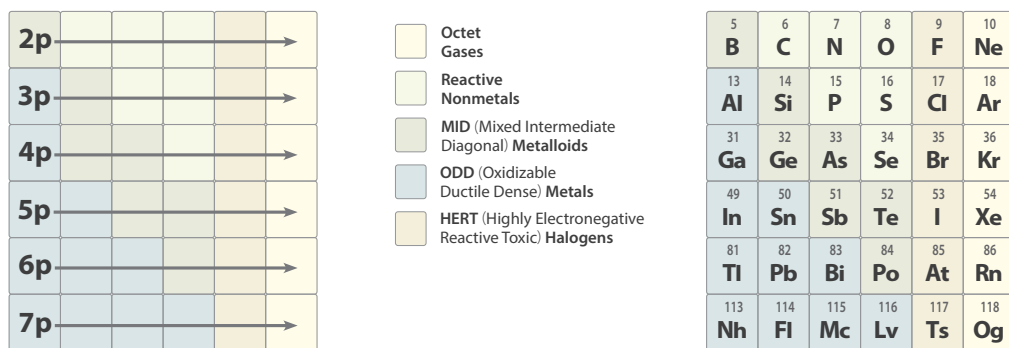 2p
3p
4p
5p
6p
7p
Octet
Gases
Reactive
Nonmetals
MID (Mixed Intermediate
Diagonal) Metalloids
ODD (Oxidizable
Ductile Dense) Metals
HERT (Highly Electronegative
Reactive Toxic) Halogens
5 6 7 8 9 10
B C N O F Ne
13 14 15 16 17 18
Al Si P S Cl Ar
31 32 33 34 35 36
Ga Ge As Se Br Kr
49 50 51 52 53 54
In Sn Sb Te I Xe
81 82 83 84 85 86
Tl Pb Bi Po At Rn
113 114 115 116 117 118
Nh Fl Mc Lv Ts Og